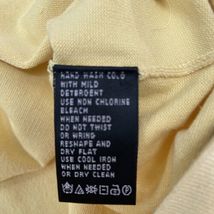 HAND WASH CO.D
WITH MILD
DETERGENT
USE NON CHLORINE
BLEACH
WHEN NEEDED
DO NOT TWIST
OR WRING
RESHAPE AND
DRY FLAT
USE COOL IRON
WHEN NEEDED
OR DRY CLEAN